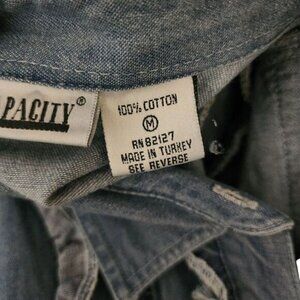 PACITY®
100% COTTON
M
RN 82127
MADE IN TURKEY
SEE REVERSE